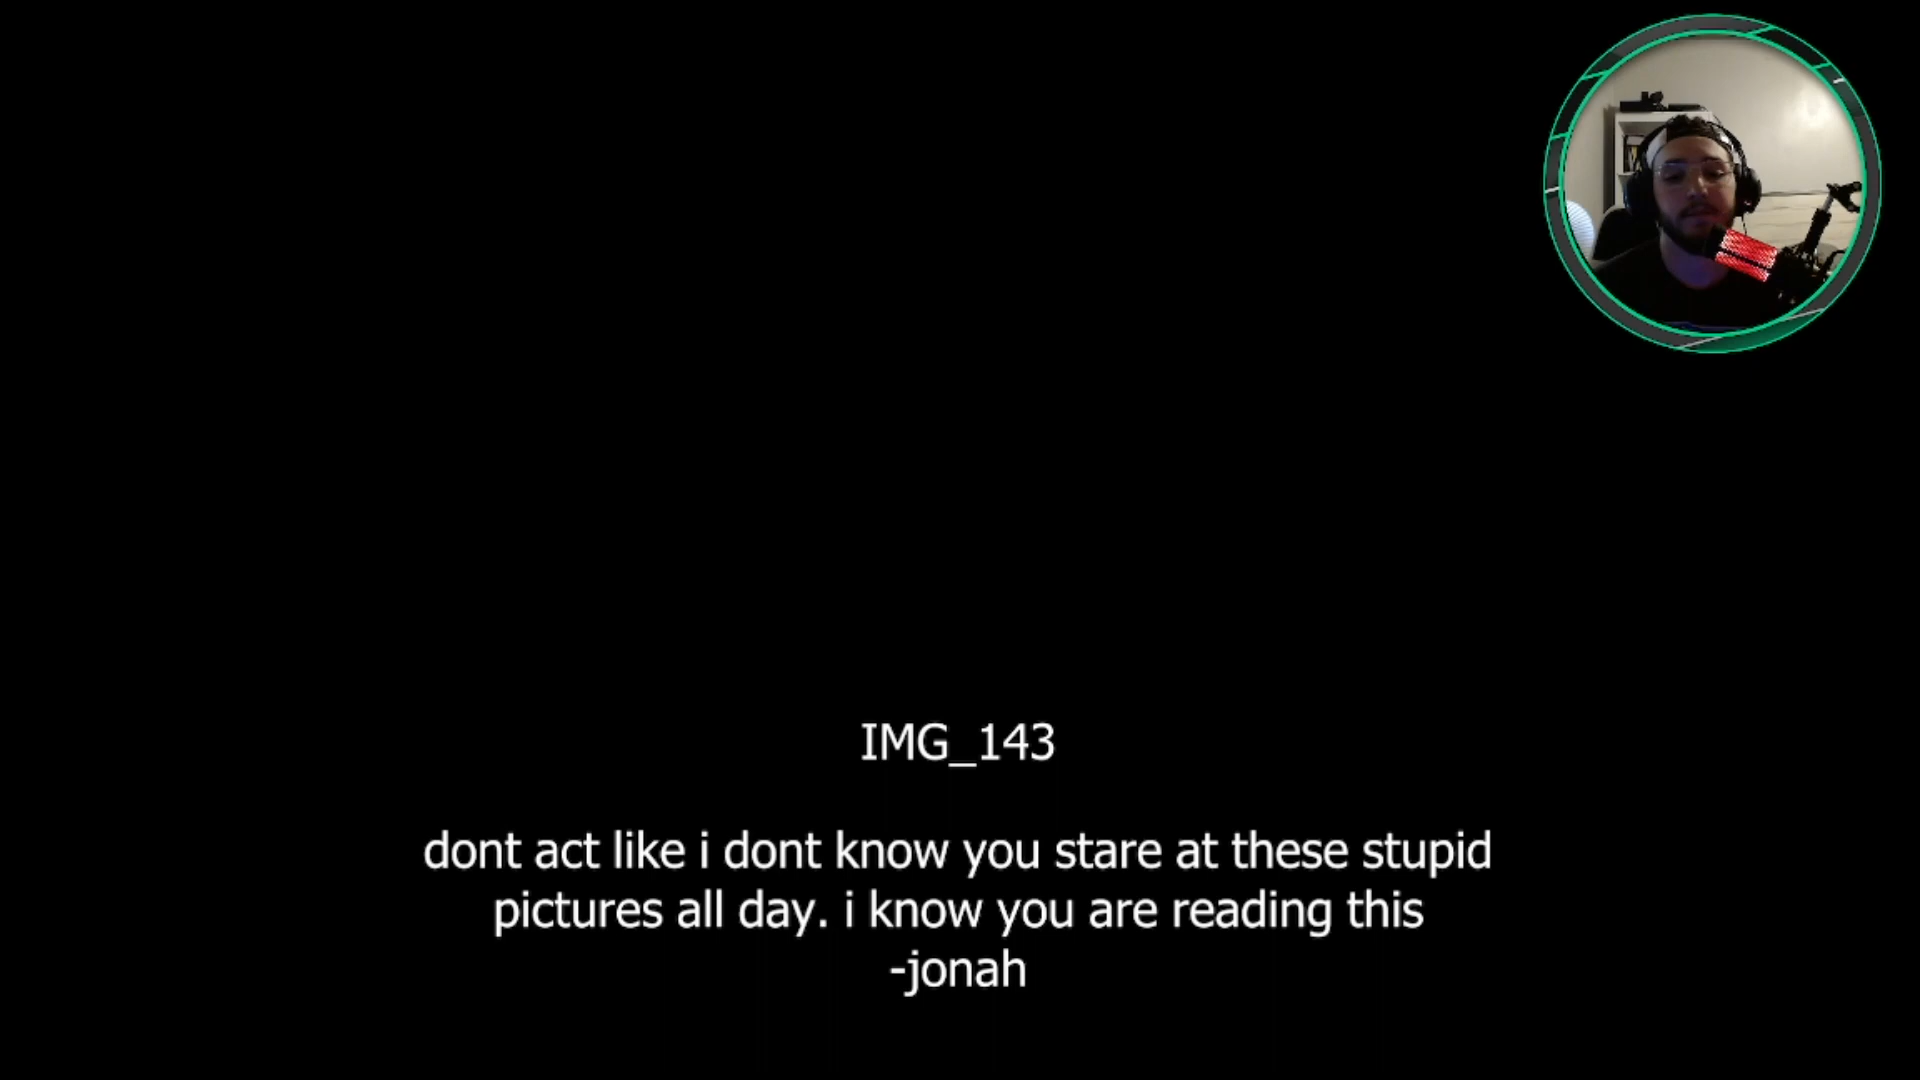 IMG_143
dont act like i dont know you stare at these stupid
pictures all day. i know you are reading this
-jonah